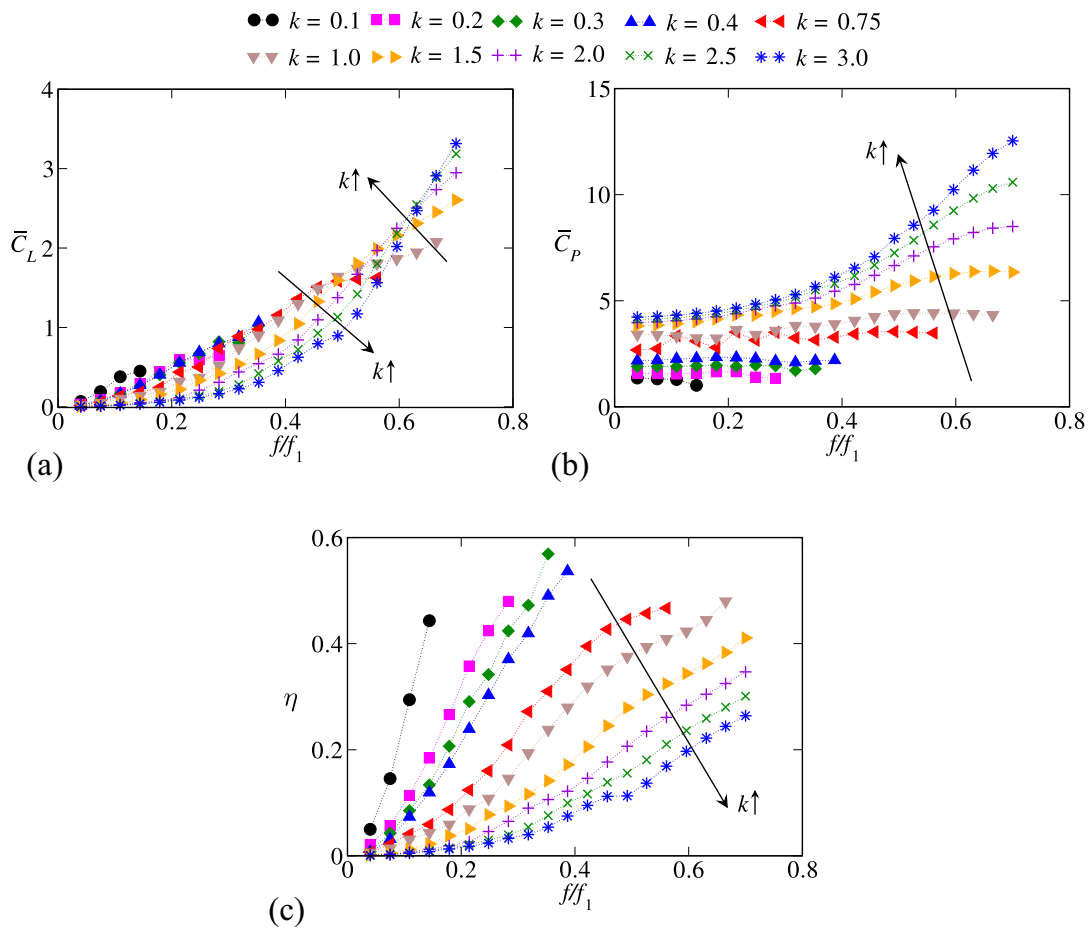 k = 0.1 k = 0.2 k = 0.3 k = 0.4 k = 0.75
k = 1.0 k = 1.5 k = 2.0 k = 2.5 k = 3.0
4
3
2
1
0
0 0.2 0.4 0.6 0.8
C̅_L
f/f₁
k↑
k↑
(a)
15
10
5
0
0 0.2 0.4 0.6 0.8
C̅_P
f/f₁
k↑
(b)
0.6
0.4
0.2
0
0 0.2 0.4 0.6 0.8
η
f/f₁
k↑
(c)